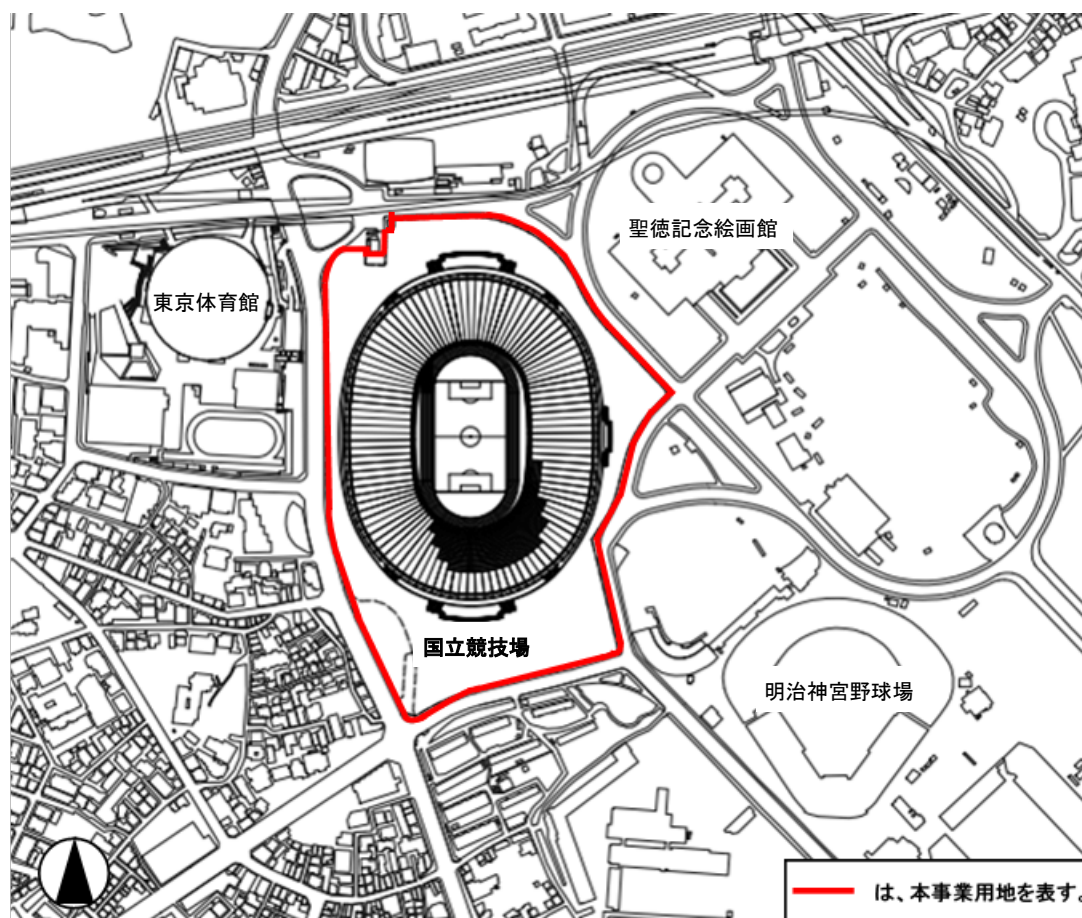 聖徳記念絵画館
東京体育館
国立競技場
明治神宮野球場
は、本事業用地を表す。